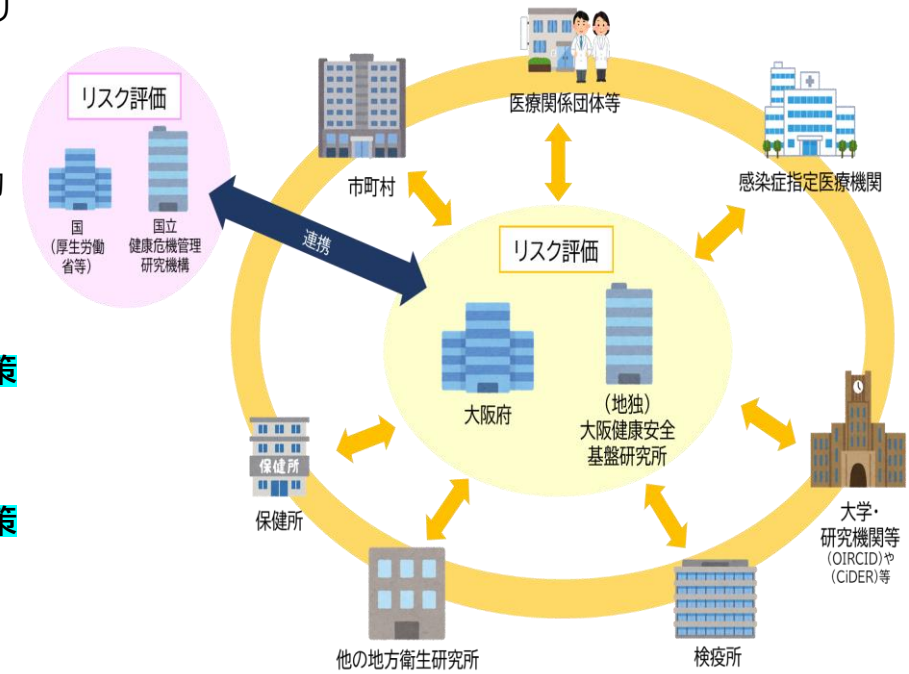 り
リスク評価
国
(厚生労働
省等)
国立
健康危機管理
研究機構
連携
市町村
医療関係団体等
感染症指定医療機関
リスク評価
大阪府
(地独)
大阪健康安全
基盤研究所
策
保健所
保健所
策
他の地方衛生研究所
検疫所
大学・
研究機関等
(OIRCID)や
(CiDER)等